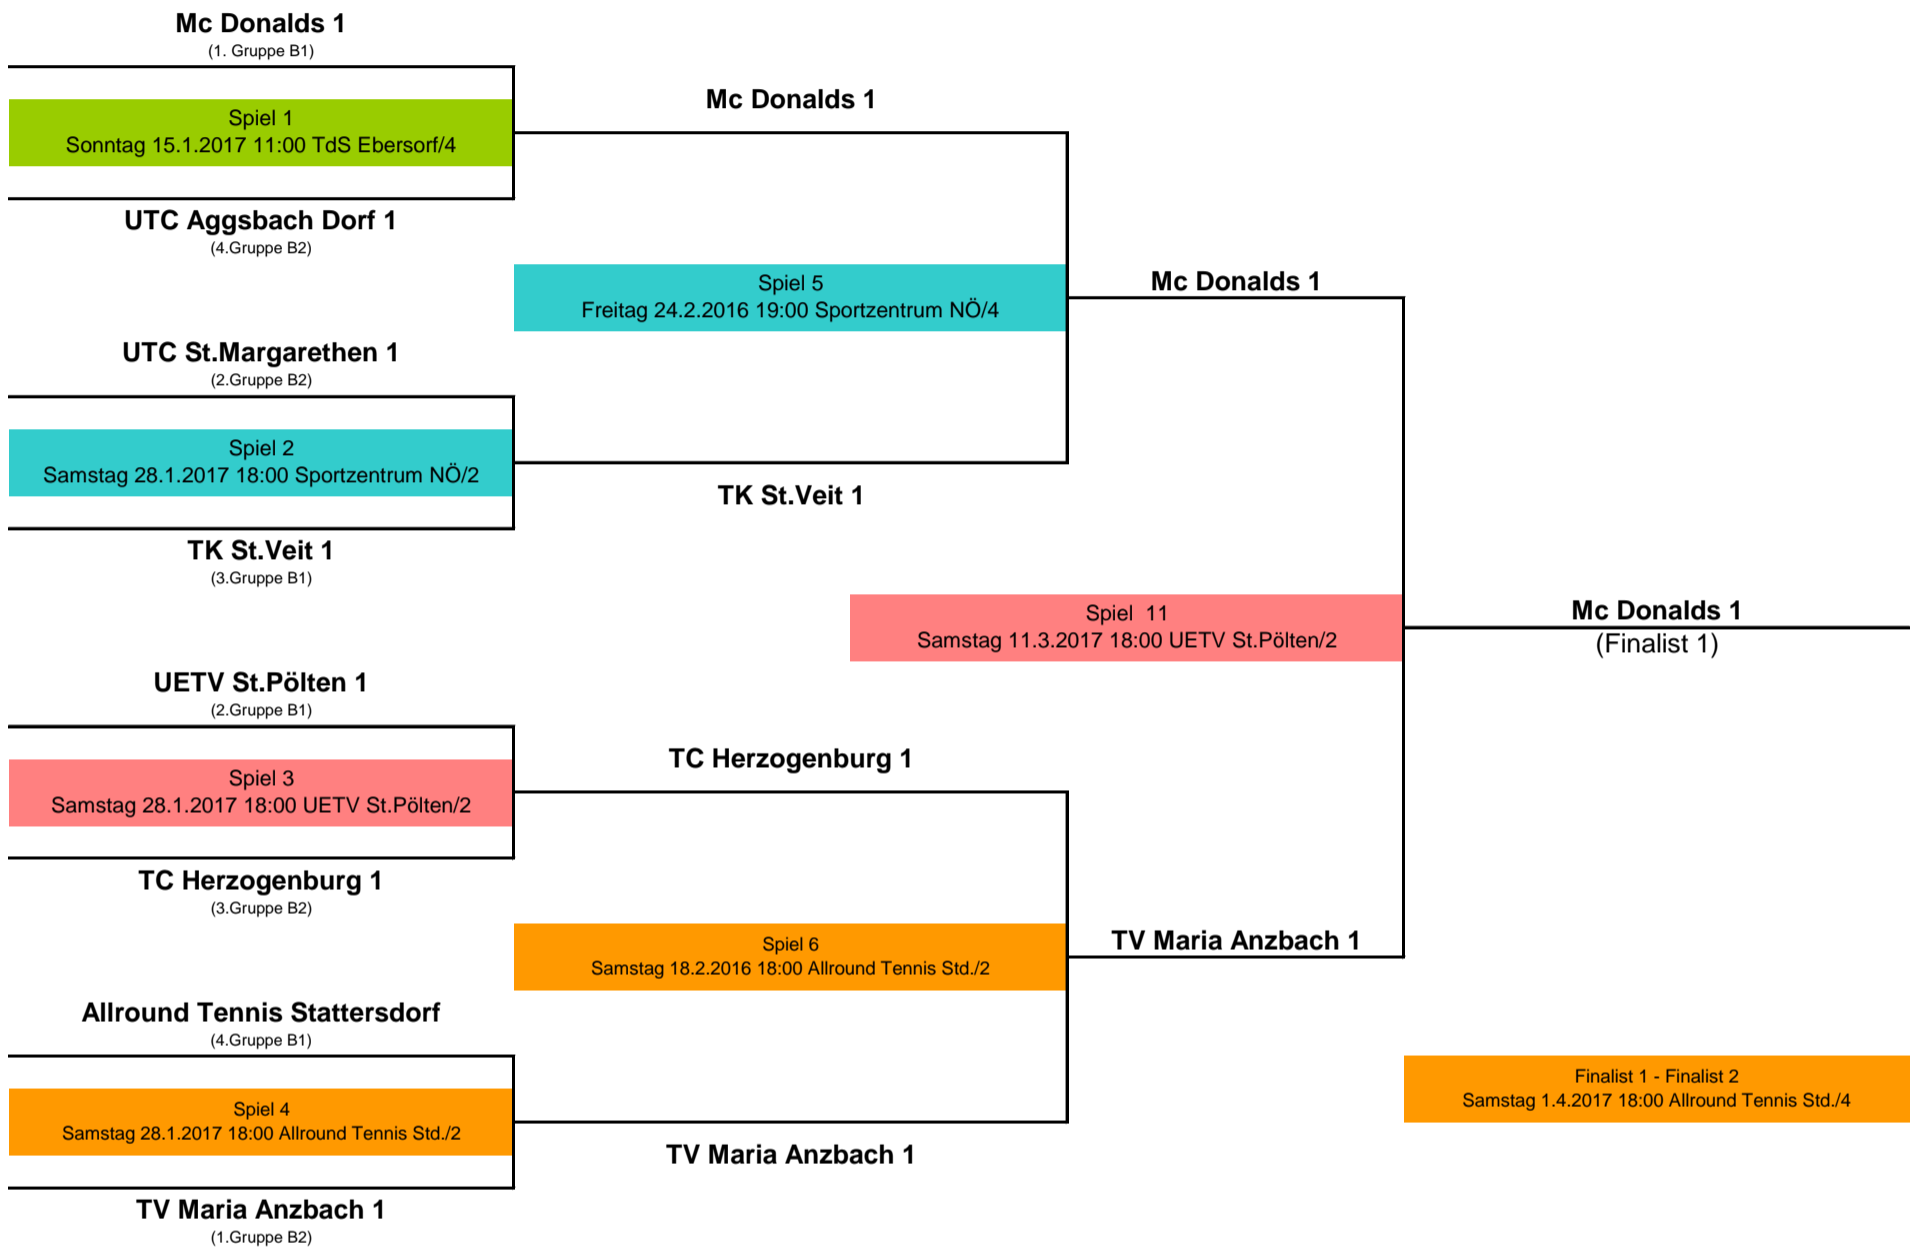 Mc Donalds 1
(1. Gruppe B1)
Spiel 1
Sonntag 15.1.2017 11:00 TdS Ebersorf/4
UTC Aggsbach Dorf 1
(4.Gruppe B2)
UTC St.Margarethen 1
(2.Gruppe B2)
Spiel 2
Samstag 28.1.2017 18:00 Sportzentrum NÖ/2
TK St.Veit 1
(3.Gruppe B1)
UETV St.Pölten 1
(2.Gruppe B1)
Spiel 3
Samstag 28.1.2017 18:00 UETV St.Pölten/2
TC Herzogenburg 1
(3.Gruppe B2)
Allround Tennis Stattersdorf
(4.Gruppe B1)
Spiel 4
Samstag 28.1.2017 18:00 Allround Tennis Std./2
TV Maria Anzbach 1
(1.Gruppe B2)
Mc Donalds 1
Spiel 5
Freitag 24.2.2016 19:00 Sportzentrum NÖ/4
TK St.Veit 1
TC Herzogenburg 1
Spiel 6
Samstag 18.2.2016 18:00 Allround Tennis Std./2
TV Maria Anzbach 1
Mc Donalds 1
Spiel  11
Samstag 11.3.2017 18:00 UETV St.Pölten/2
TV Maria Anzbach 1
Mc Donalds 1
(Finalist 1)
Finalist 1 - Finalist 2
Samstag 1.4.2017 18:00 Allround Tennis Std./4